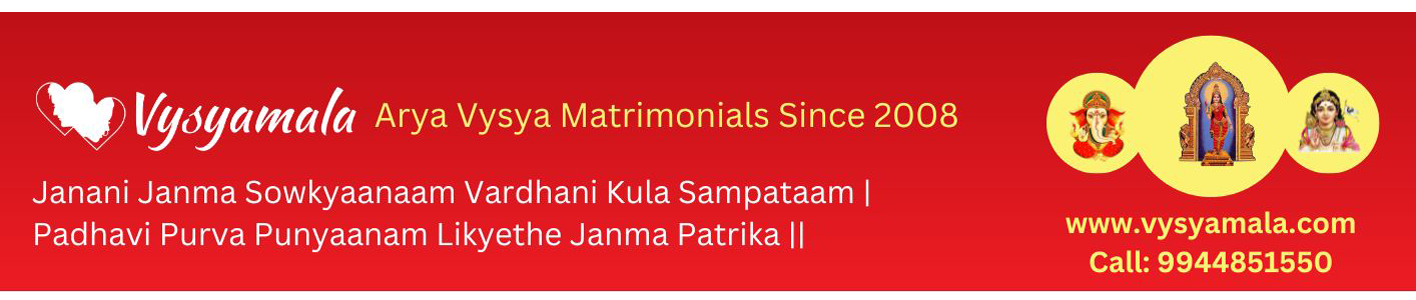 Vysyamala Arya Vysya Matrimonials Since 2008
Janani Janma Sowkyaanaam Vardhani Kula Sampataam |
Padhavi Purva Punyaanam Likyethe Janma Patrika ||
www.vysyamala.com
Call: 9944851550